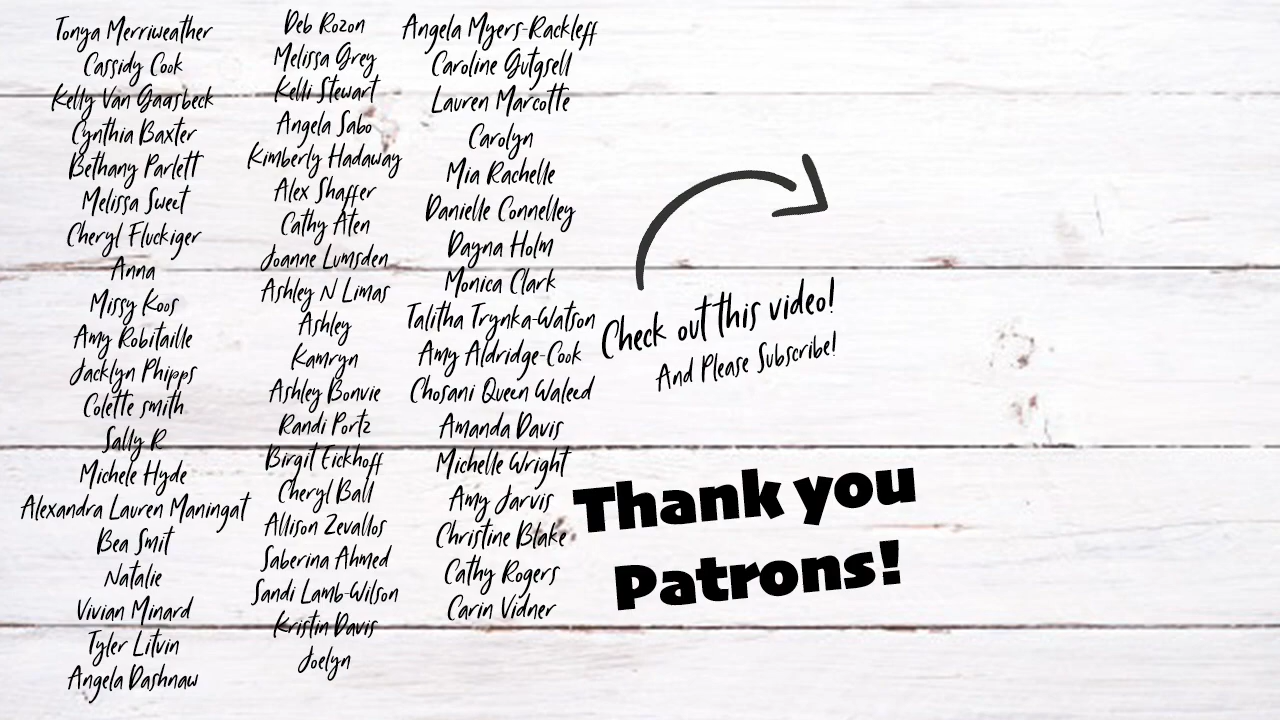 Tonya Merriweather
Cassidy Cook
Kelly Van Gaasbeck
Cynthia Baxter
Bethany Parlett
Melissa Sweet
Cheryl Fluckiger
Anna
Missy Koos
Amy Robitaille
Jacklyn Phipps
Colette smith
Sally R
Michele Hyde
Alexandra Lauren Maningat
Bea Smit
Natalie
Vivian Minard
Tyler Litvin
Angela Dashnaw
Deb Rozon
Melissa Grey
Kelli Stewart
Angela Sabo
Kimberly Hadaway
Alex Shaffer
Cathy Aten
Joanne Lumsden
Ashley N Limas
Ashley
Kamryn
Ashley Bonvie
Randi Portz
Birgit Eickhoff
Cheryl Ball
Allison Zevallos
Saberina Ahmed
Sandi Lamb-Wilson
Kristin Davis
Joelyn
Angela Myers-Rackleff
Caroline Gutgsell
Lauren Marcotte
Carolyn
Mia Rachelle
Danielle Connelley
Dayna Holm
Monica Clark
Talitha Trynka-Watson
Amy Aldridge-Cook
Chosani Queen Waleed
Amanda Davis
Michelle Wright
Amy Jarvis
Christine Blake
Cathy Rogers
Carin Vidner
Check out this video!
And Please Subscribe!
Thank you
Patrons!